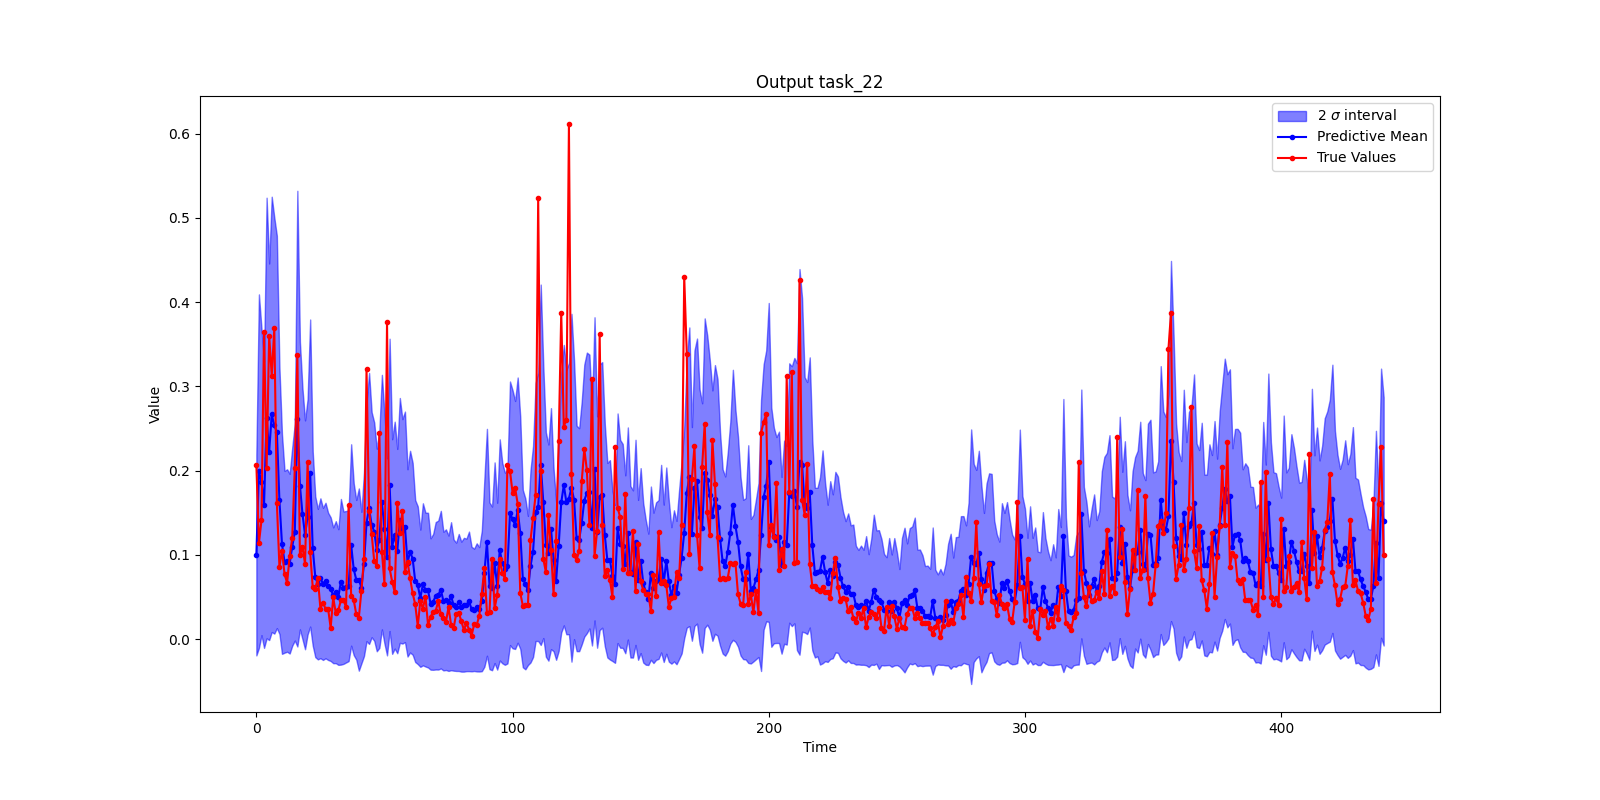 Output task_22
2 σ interval
Predictive Mean
True Values
Value
0.6
0.5
0.4
0.3
0.2
0.1
0.0
0 100 200 300 400
Time